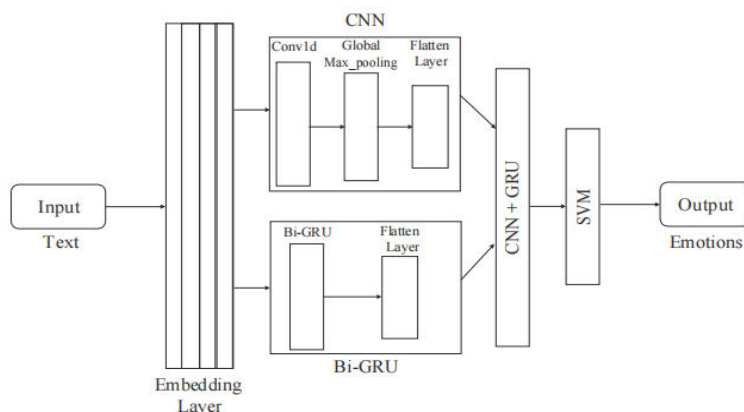 CNN
Conv1d
Global
Max_pooling
Flatten
Layer
Input
Text
Embedding
Layer
Bi-GRU
Flatten
Layer
Bi-GRU
CNN + GRU
SVM
Output
Emotions